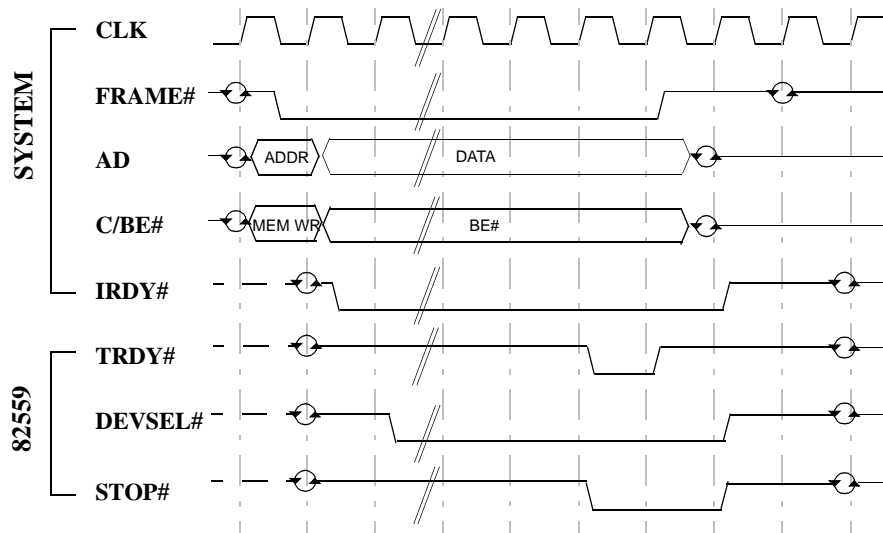 SYSTEM
CLK
FRAME#
AD ADDR DATA
C/BE# MEM WR BE#
IRDY#
82559
TRDY#
DEVSEL#
STOP#